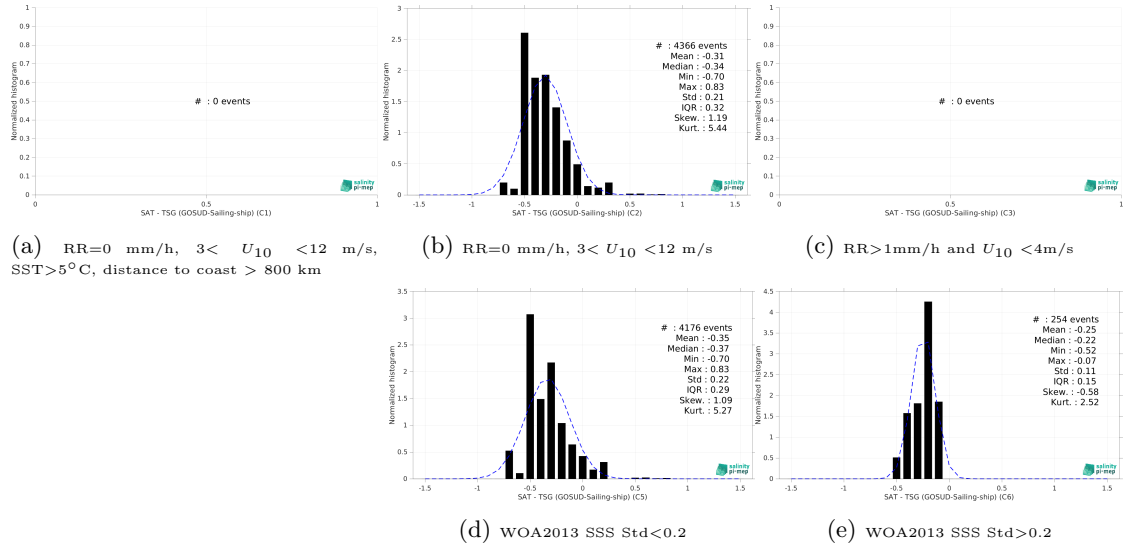 Normalized histogram
1
0.9
0.8
0.7
0.6
0.5
0.4
0.3
0.2
0.1
0
# : 0 events
salinity
pi-mep
0 0.5 1
SAT - TSG (GOSUD-Sailing-ship) (C1)
(a) RR=0 mm/h, 3< U10 <12 m/s,
SST>5°C, distance to coast > 800 km
Normalized histogram
3
2.5
2
1.5
1
0.5
0
# : 4366 events
Mean : -0.31
Median : -0.34
Min : -0.70
Max : 0.83
Std : 0.21
IQR : 0.32
Skew. : 1.19
Kurt. : 5.44
salinity
pi-mep
-1.5 -1 -0.5 0 0.5 1 1.5
SAT - TSG (GOSUD-Sailing-ship) (C2)
(b) RR=0 mm/h, 3< U10 <12 m/s
Normalized histogram
1
0.9
0.8
0.7
0.6
0.5
0.4
0.3
0.2
0.1
0
# : 0 events
salinity
pi-mep
0 0.5 1
SAT - TSG (GOSUD-Sailing-ship) (C3)
(c) RR>1mm/h and U10 <4m/s
Normalized histogram
3.5
3
2.5
2
1.5
1
0.5
0
# : 4176 events
Mean : -0.35
Median : -0.37
Min : -0.70
Max : 0.83
Std : 0.22
IQR : 0.29
Skew. : 1.09
Kurt. : 5.27
salinity
pi-mep
-1.5 -1 -0.5 0 0.5 1 1.5
SAT - TSG (GOSUD-Sailing-ship) (C5)
(d) WOA2013 SSS Std<0.2
Normalized histogram
4.5
4
3.5
3
2.5
2
1.5
1
0.5
0
# : 254 events
Mean : -0.25
Median : -0.22
Min : -0.52
Max : -0.07
Std : 0.11
IQR : 0.15
Skew. : -0.58
Kurt. : 2.52
salinity
pi-mep
-1.5 -1 -0.5 0 0.5 1 1.5
SAT - TSG (GOSUD-Sailing-ship) (C6)
(e) WOA2013 SSS Std>0.2